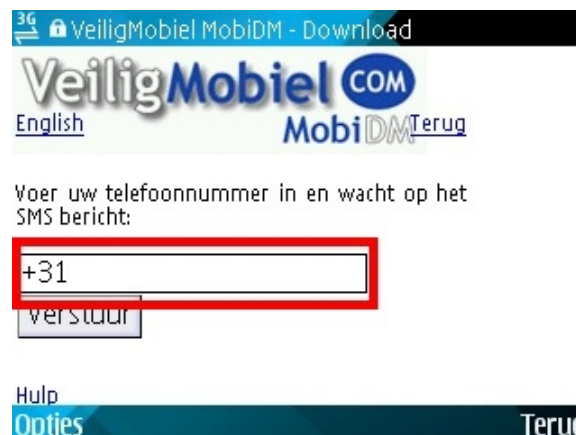 3G VeiligMobiel MobiDM - Download
VeiligMobiel COM
English MobiDM Terug
Voer uw telefoonnummer in en wacht op het
SMS bericht:
+31
Verstuur
Hulp
Opties Terug